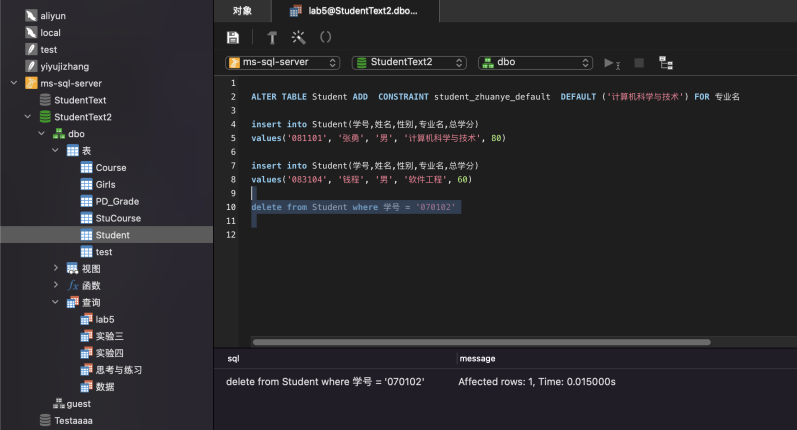 对象
lab5@StudentText2.dbo...
aliyun
local
test
yiyujizhang
ms-sql-server
StudentText
StudentText2
dbo
表
Course
Girls
PD_Grade
StuCourse
Student
test
视图
fx 函数
查询
lab5
实验三
实验四
思考与练习
数据
guest
Testaaaa
ms-sql-server
StudentText2
dbo
1
2 ALTER TABLE Student ADD  CONSTRAINT student_zhuanye_default  DEFAULT ('计算机科学与技术') FOR 专业名
3
4 insert into Student(学号,姓名,性别,专业名,总学分)
5 values('081101', '张勇', '男', '计算机科学与技术', 80)
6
7 insert into Student(学号,姓名,性别,专业名,总学分)
8 values('083104', '钱程', '男', '软件工程', 60)
9
10 delete from Student where 学号 = '070102'
11
12
sql message
delete from Student where 学号 = '070102' Affected rows: 1, Time: 0.015000s